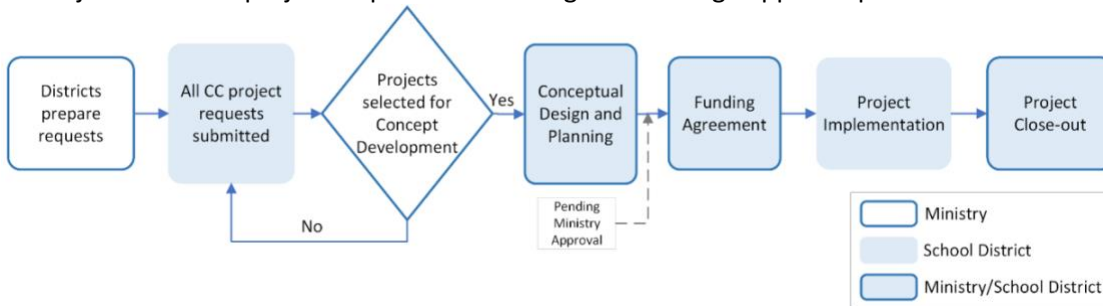 Districts
prepare
requests
All CC project
requests
submitted
Projects
selected for
Concept
Development
Yes
No
Conceptual
Design and
Planning
Pending
Ministry
Approval
Funding
Agreement
Project
Implementation
Project
Close-out
Ministry
School District
Ministry/School District